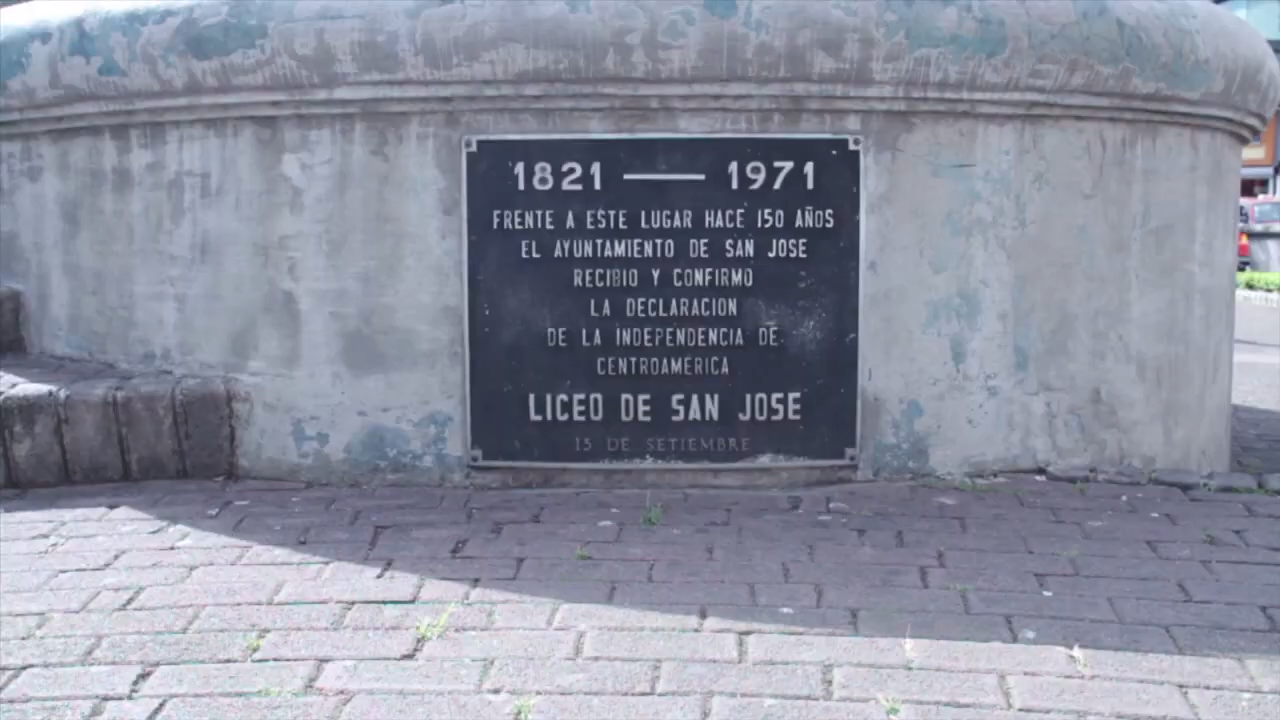 1821 — 1971
FRENTE A ESTE LUGAR HACE 150 AÑOS
EL AYUNTAMIENTO DE SAN JOSE
RECIBIO Y CONFIRMO
LA DECLARACION
DE LA INDEPENDENCIA DE
CENTROAMERICA
LICEO DE SAN JOSE
15 DE SETIEMBRE